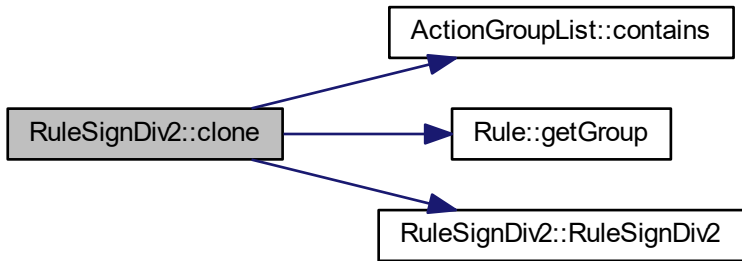 ActionGroupList::contains
RuleSignDiv2::clone
Rule::getGroup
RuleSignDiv2::RuleSignDiv2